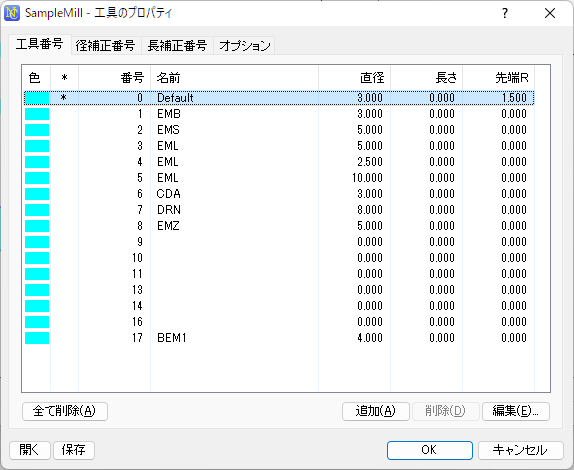 SampleMill - 工具のプロパティ ? ×
工具番号 径補正番号 長補正番号 オプション
色 * 番号 名前 直径 長さ 先端R
* 0 Default 3.000 0.000 1.500
1 EMB 3.000 0.000 0.000
2 EMS 5.000 0.000 0.000
3 EML 5.000 0.000 0.000
4 EML 2.500 0.000 0.000
5 EML 10.000 0.000 0.000
6 CDA 3.000 0.000 0.000
7 DRN 8.000 0.000 0.000
8 EMZ 5.000 0.000 0.000
9 0.000 0.000 0.000
10 0.000 0.000 0.000
11 0.000 0.000 0.000
13 0.000 0.000 0.000
14 0.000 0.000 0.000
16 0.000 0.000 0.000
17 BEM1 4.000 0.000 0.000
全て削除(A) 追加(A) 削除(D) 編集(E)...
開く 保存 OK キャンセル